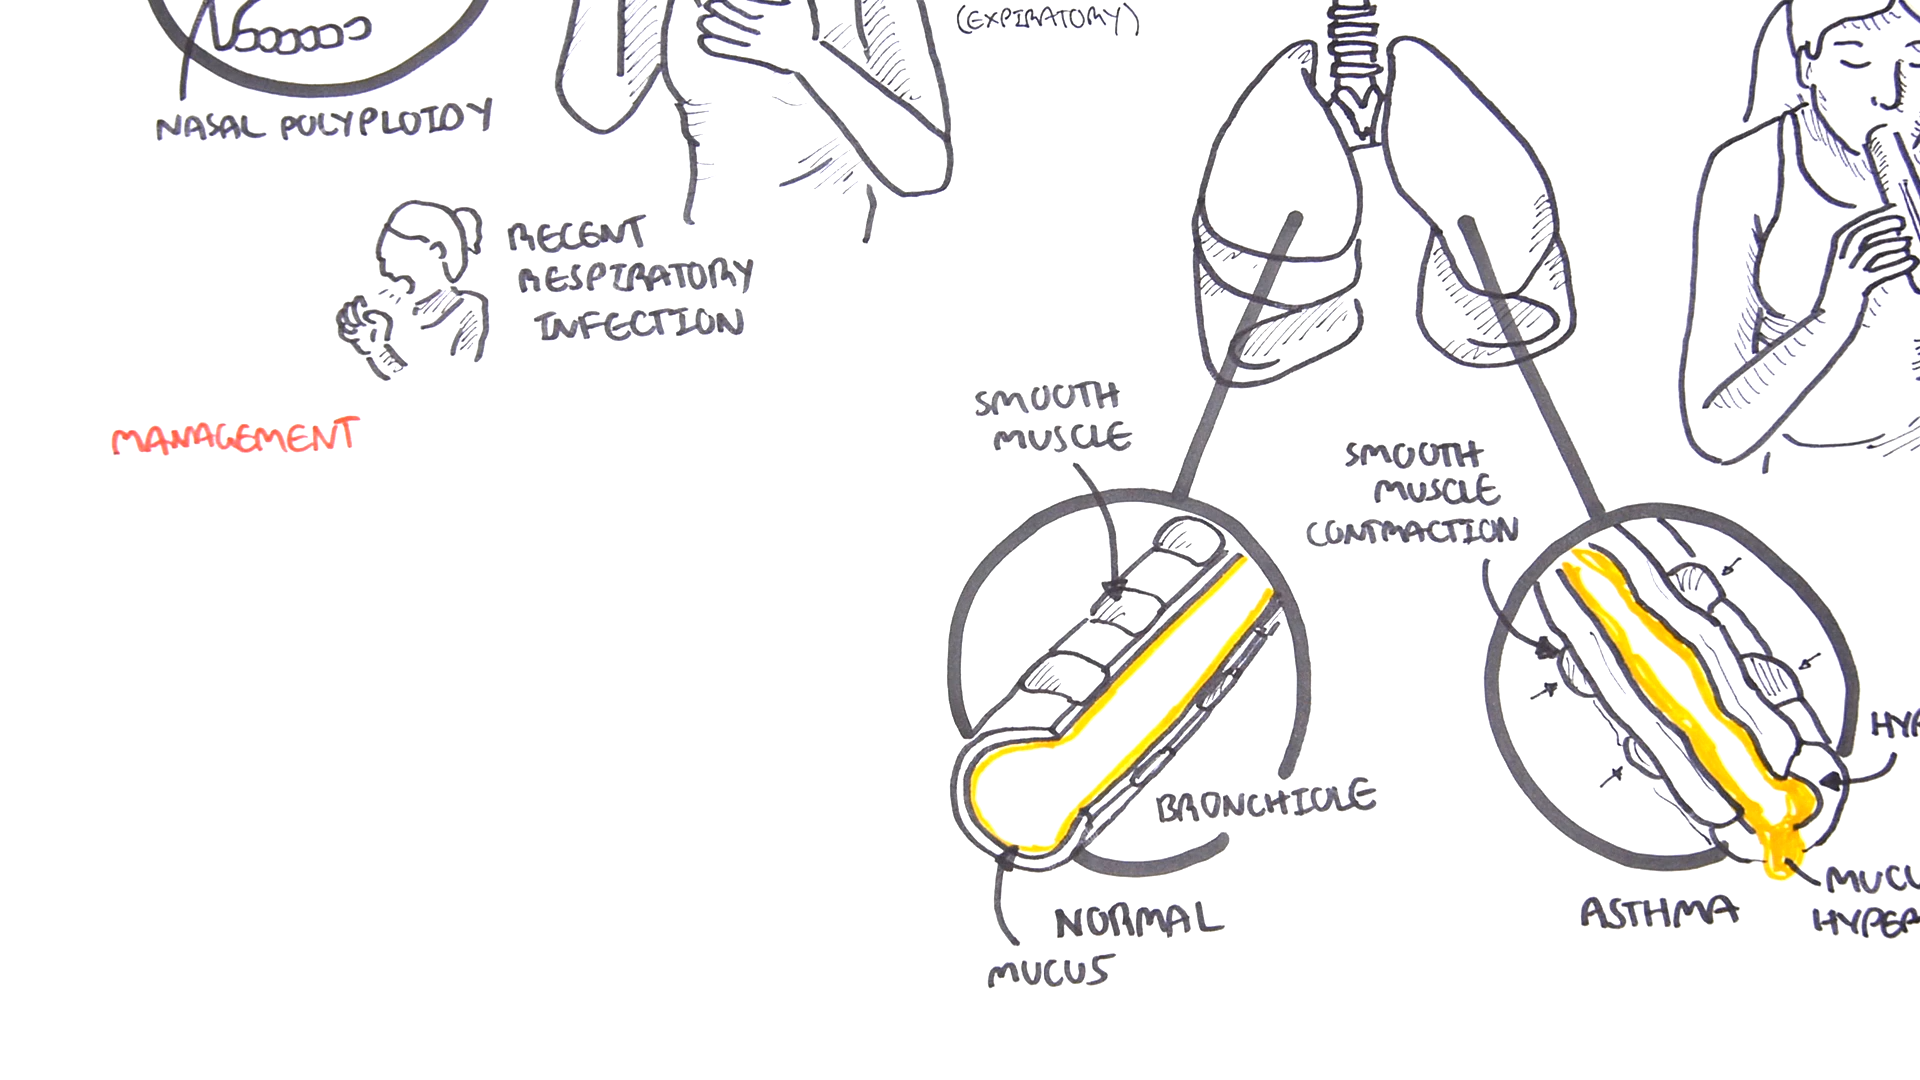 (EXPIRATORY)
NASAL POLYPLOIDY
RECENT
RESPIRATORY
INFECTION
MANAGEMENT
SMOOTH
MUSCLE
SMOOTH
MUSCLE
CONTRACTION
BRONCHIOLE
NORMAL
MUCUS
ASTHMA